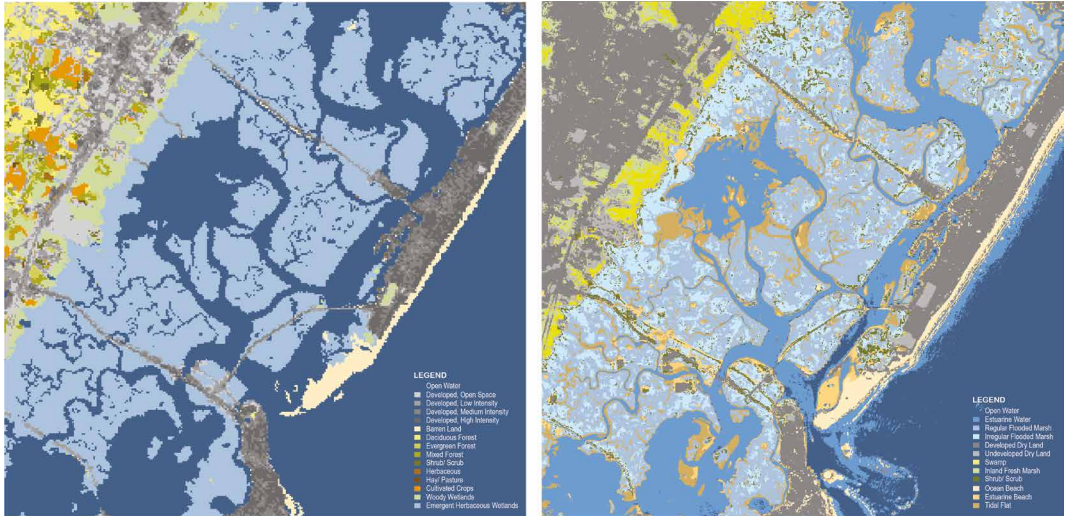 LEGEND
Open Water
Developed, Open Space
Developed, Low Intensity
Developed, Medium Intensity
Developed, High Intensity
Barren Land
Deciduous Forest
Evergreen Forest
Mixed Forest
Shrub/ Scrub
Herbaceous
Hay/ Pasture
Cultivated Crops
Woody Wetlands
Emergent Herbaceous Wetlands
LEGEND
Open Water
Estuarine Water
Regular Flooded Marsh
Irregular Flooded Marsh
Developed Dry Land
Undeveloped Dry Land
Swamp
Inland Fresh Marsh
Shrub/ Scrub
Ocean Beach
Estuarine Beach
Tidal Flat